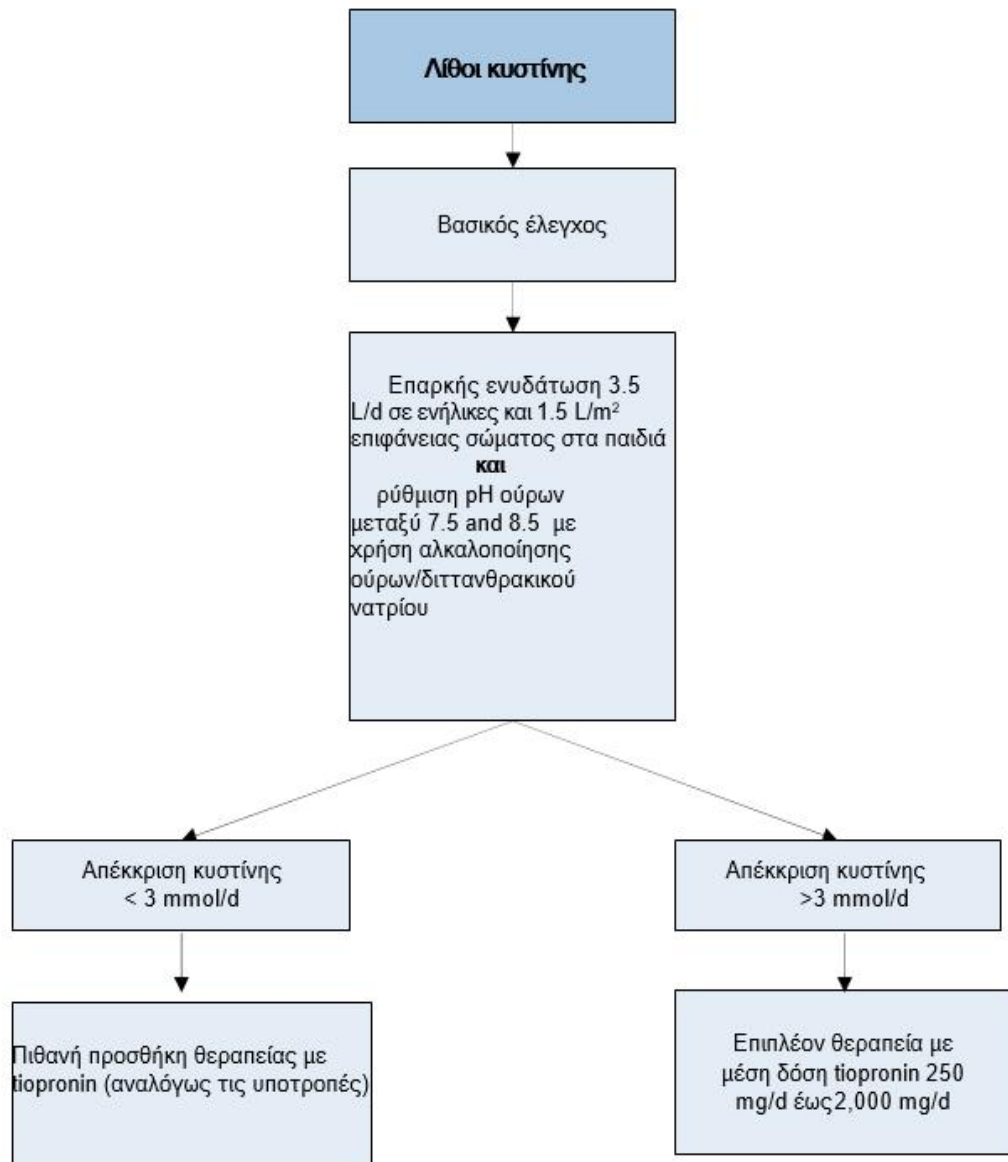 Λίθοι κυστίνης
Βασικός έλεγχος
Επαρκής ενυδάτωση 3.5
L/d σε ενήλικες και 1.5 L/m²
επιφάνειας σώματος στα παιδιά
και
ρύθμιση pH ούρων
μεταξύ 7.5 and 8.5 με
χρήση αλκαλοποίησης
ούρων/διττανθρακικού
νατρίου
Απέκκριση κυστίνης
< 3 mmol/d
Απέκκριση κυστίνης
>3 mmol/d
Πιθανή προσθήκη θεραπείας με
tiopronin (αναλόγως τις υποτροπές)
Επιπλέον θεραπεία με
μέση δόση tiopronin 250
mg/d έως2,000 mg/d